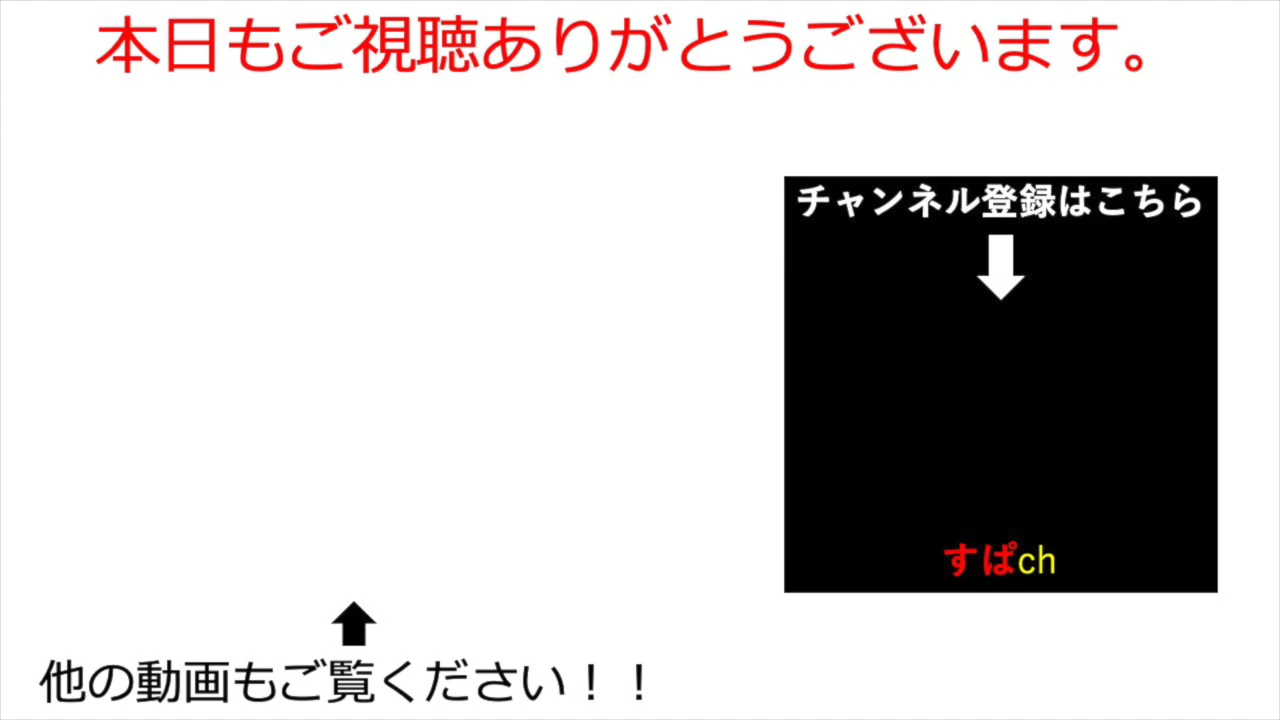 本日もご視聴ありがとうございます。
チャンネル登録はこちら
すぱch
他の動画もご覧ください！！